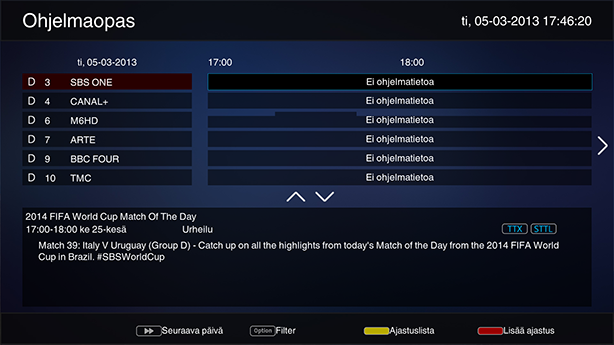 Ohjelmaopas ti, 05-03-2013 17:46:20
ti, 05-03-2013 17:00 18:00
D 3 SBS ONE Ei ohjelmatietoa
D 4 CANAL+ Ei ohjelmatietoa
D 6 M6HD Ei ohjelmatietoa
D 7 ARTE Ei ohjelmatietoa
D 9 BBC FOUR Ei ohjelmatietoa
D 10 TMC Ei ohjelmatietoa
2014 FIFA World Cup Match Of The Day
17:00-18:00 ke 25-kesä Urheilu TTX STTL
Match 39: Italy V Uruguay (Group D) - Catch up on all the highlights from today's Match of the Day from the 2014 FIFA World
Cup in Brazil. #SBSWorldCup
Seuraava päivä Option Filter Ajastuslista Lisää ajastus